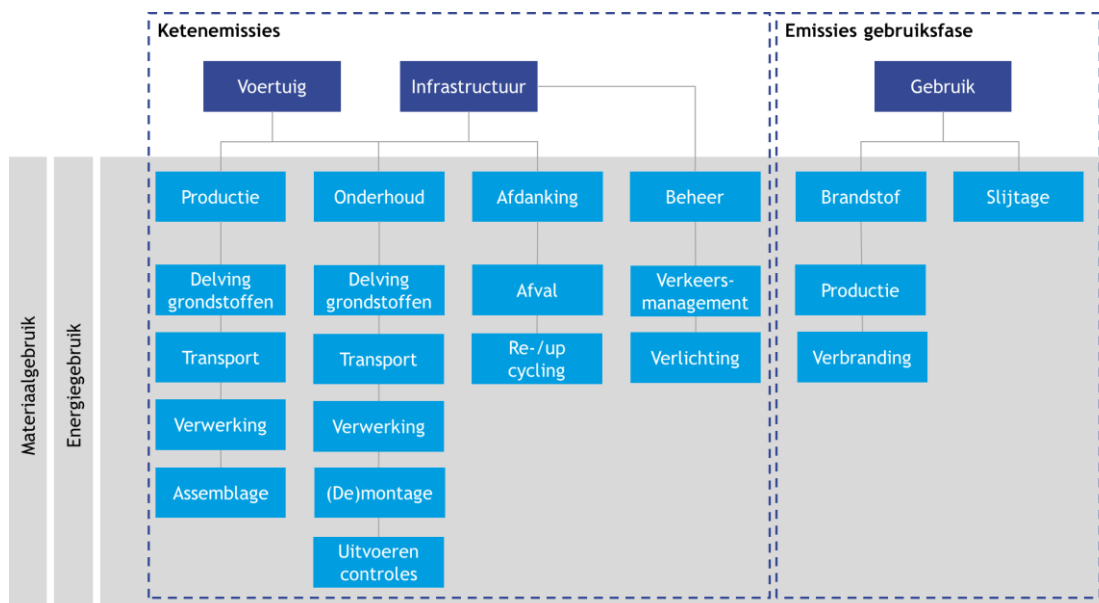 Ketenemissies
Emissies gebruiksfase
Voertuig
Infrastructuur
Gebruik
Productie
Onderhoud
Afdanking
Beheer
Brandstof
Slijtage
Delving
grondstoffen
Delving
grondstoffen
Afval
Verkeers-
management
Productie
Transport
Transport
Re-/up
cycling
Verlichting
Verbranding
Verwerking
Verwerking
Assemblage
(De)montage
Uitvoeren
controles
Materiaalgebruik
Energiegebruik